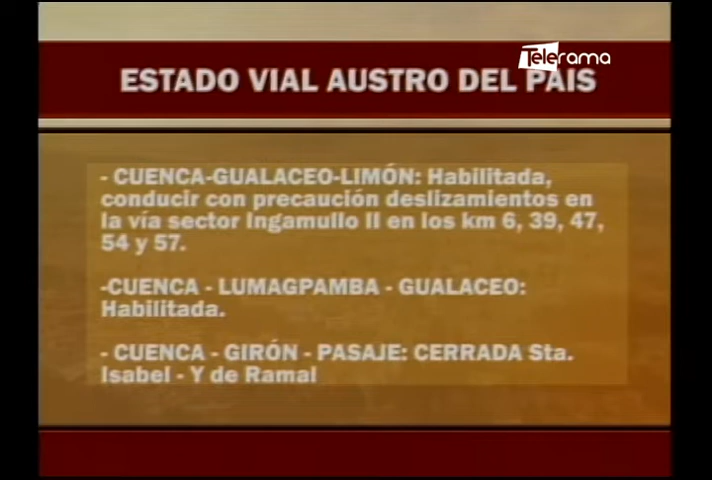 Telerama
ESTADO VIAL AUSTRO DEL PAÍS
- CUENCA-GUALACEO-LIMÓN: Habilitada,
conducir con precaución deslizamientos en
la vía sector Ingamullo II en los km 6, 39, 47,
54 y 57.
-CUENCA - LUMAGPAMBA - GUALACEO:
Habilitada.
- CUENCA - GIRÓN - PASAJE: CERRADA Sta.
Isabel - Y de Ramal